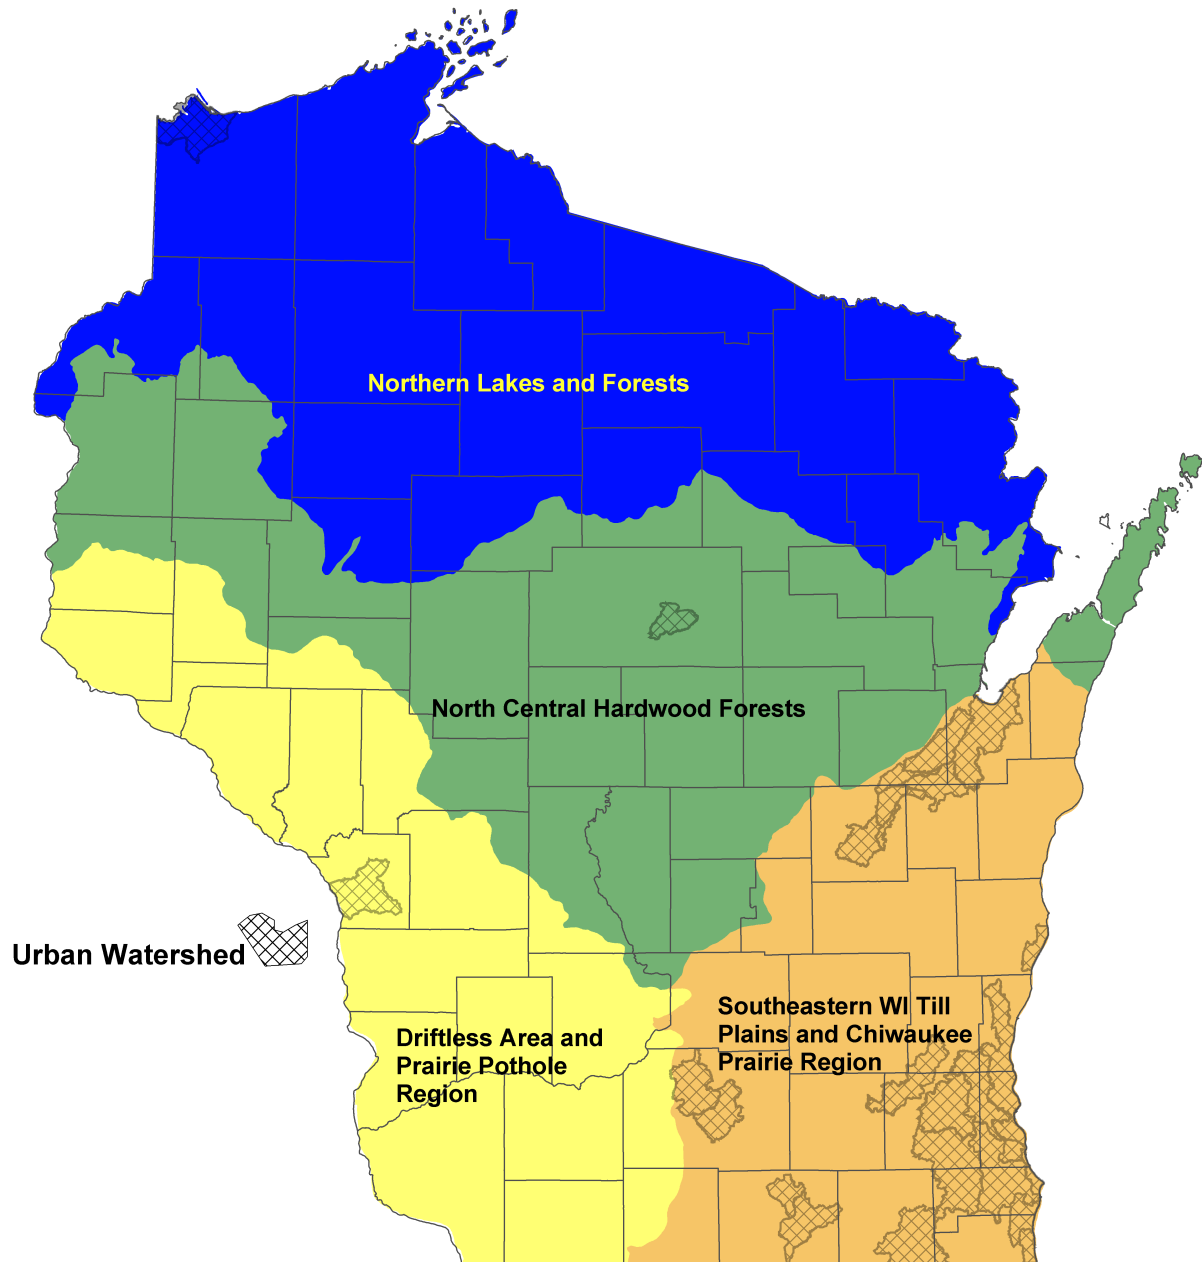 Northern Lakes and Forests
North Central Hardwood Forests
Urban Watershed
Southeastern WI Till
Plains and Chiwaukee
Prairie Region
Driftless Area and
Prairie Pothole
Region